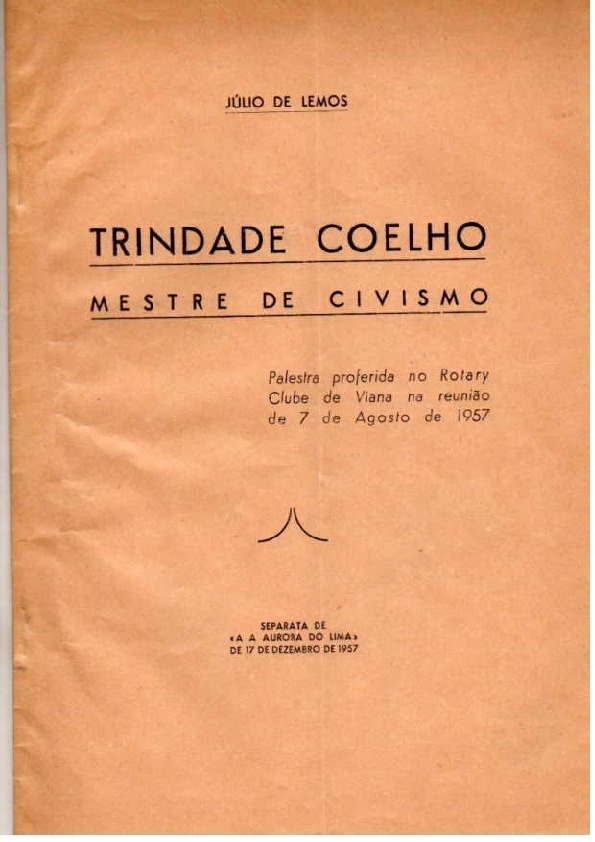 JÚLIO DE LEMOS
TRINDADE COELHO
MESTRE DE CIVISMO
Palestra proferida no Rotary
Clube de Viana na reunião
de 7 de Agosto de 1957
SEPARATA DE
«A A AURORA DO LIMA»
DE 17 DE DEZEMBRO DE 1957